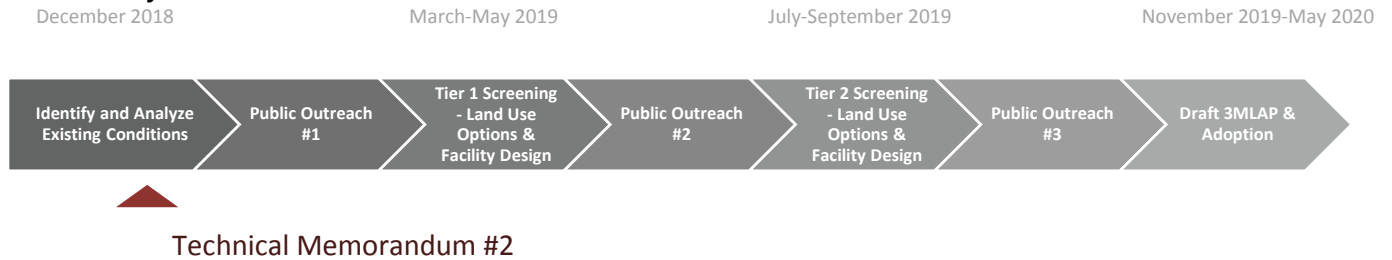 December 2018
March-May 2019
July-September 2019
November 2019-May 2020
Identify and Analyze
Existing Conditions
Public Outreach
#1
Tier 1 Screening
- Land Use
Options &
Facility Design
Public Outreach
#2
Tier 2 Screening
- Land Use
Options &
Facility Design
Public Outreach
#3
Draft 3MLAP &
Adoption
Technical Memorandum #2